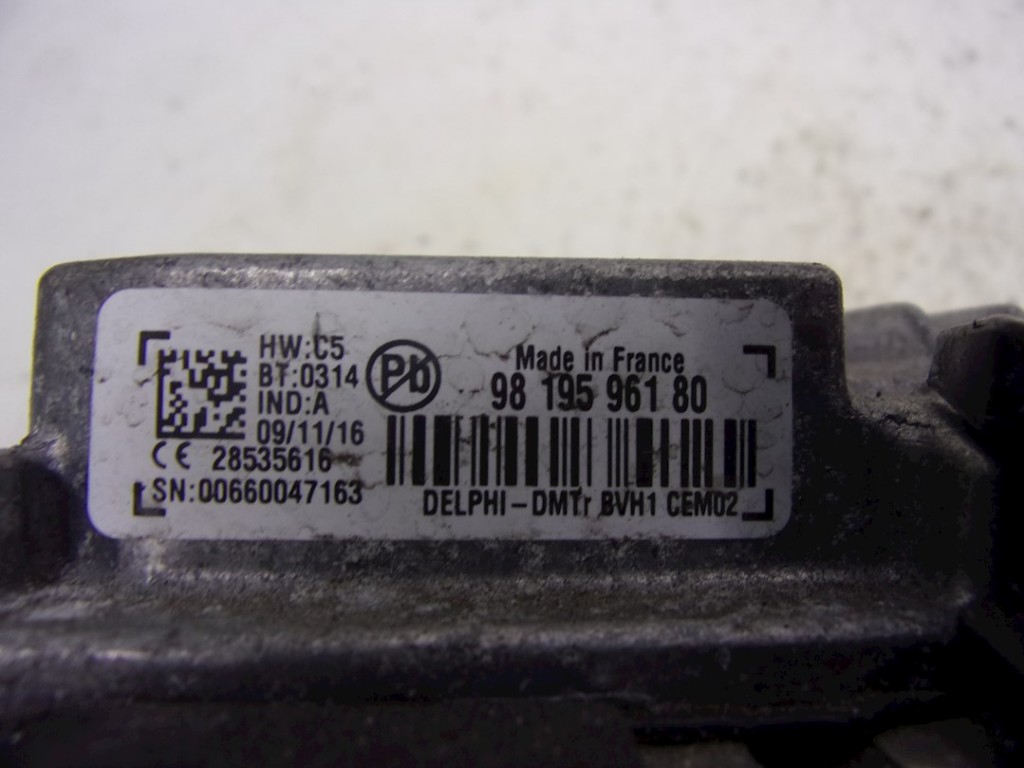 HW:C5
BT:0314
IND:A
09/11/16
CE 28535616
SN:00660047163
Pb
Made in France
98 195 961 80
DELPHI-DMTr BVH1 CEM02